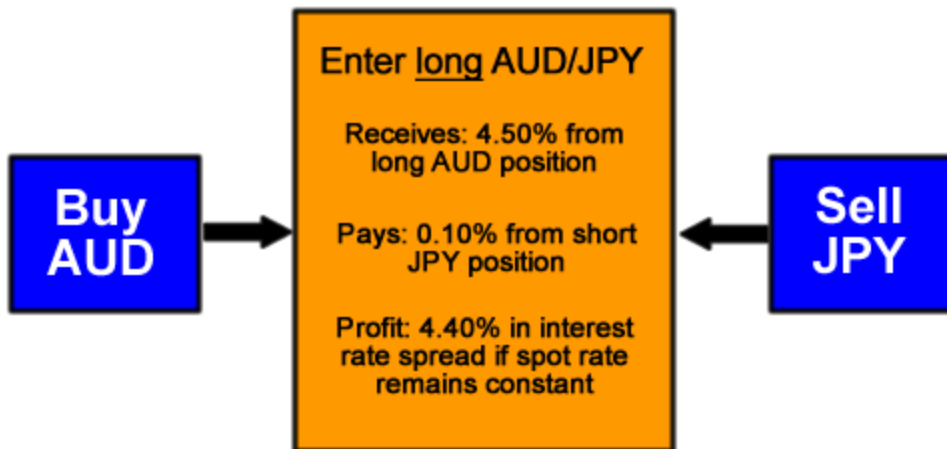 Enter long AUD/JPY
Receives: 4.50% from
long AUD position
Buy
AUD
Sell
JPY
Pays: 0.10% from short
JPY position
Profit: 4.40% in interest
rate spread if spot rate
remains constant